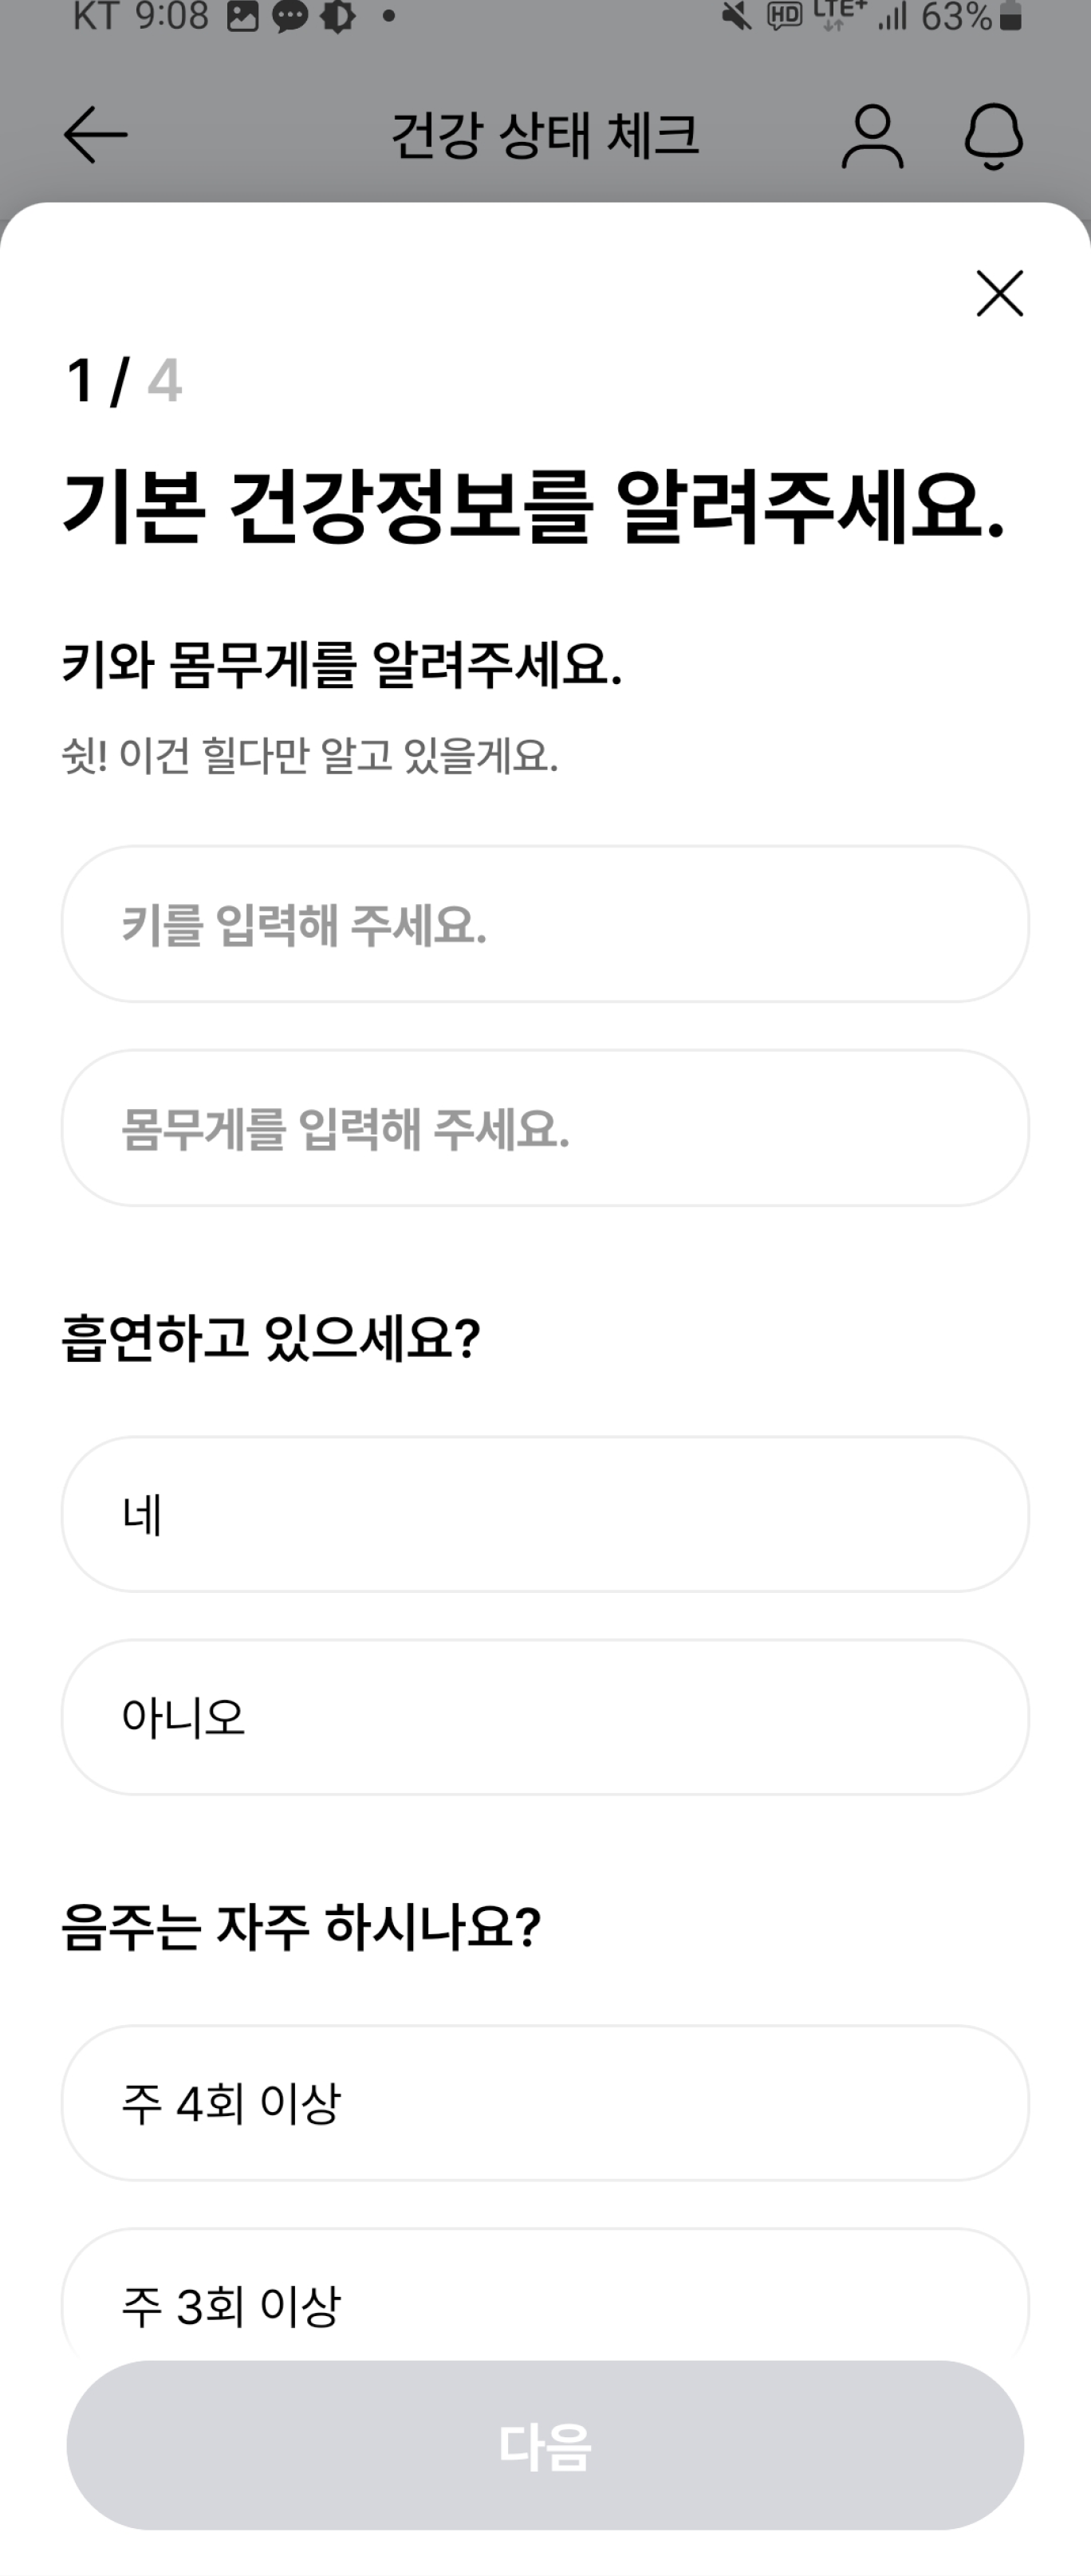 KT 9:08 HD LTE+ 63%
건강 상태 체크
1 / 4
기본 건강정보를 알려주세요.
키와 몸무게를 알려주세요.
쉿! 이건 힐다만 알고 있을게요.
키를 입력해 주세요.
몸무게를 입력해 주세요.
흡연하고 있으세요?
네
아니오
음주는 자주 하시나요?
주 4회 이상
주 3회 이상
다음